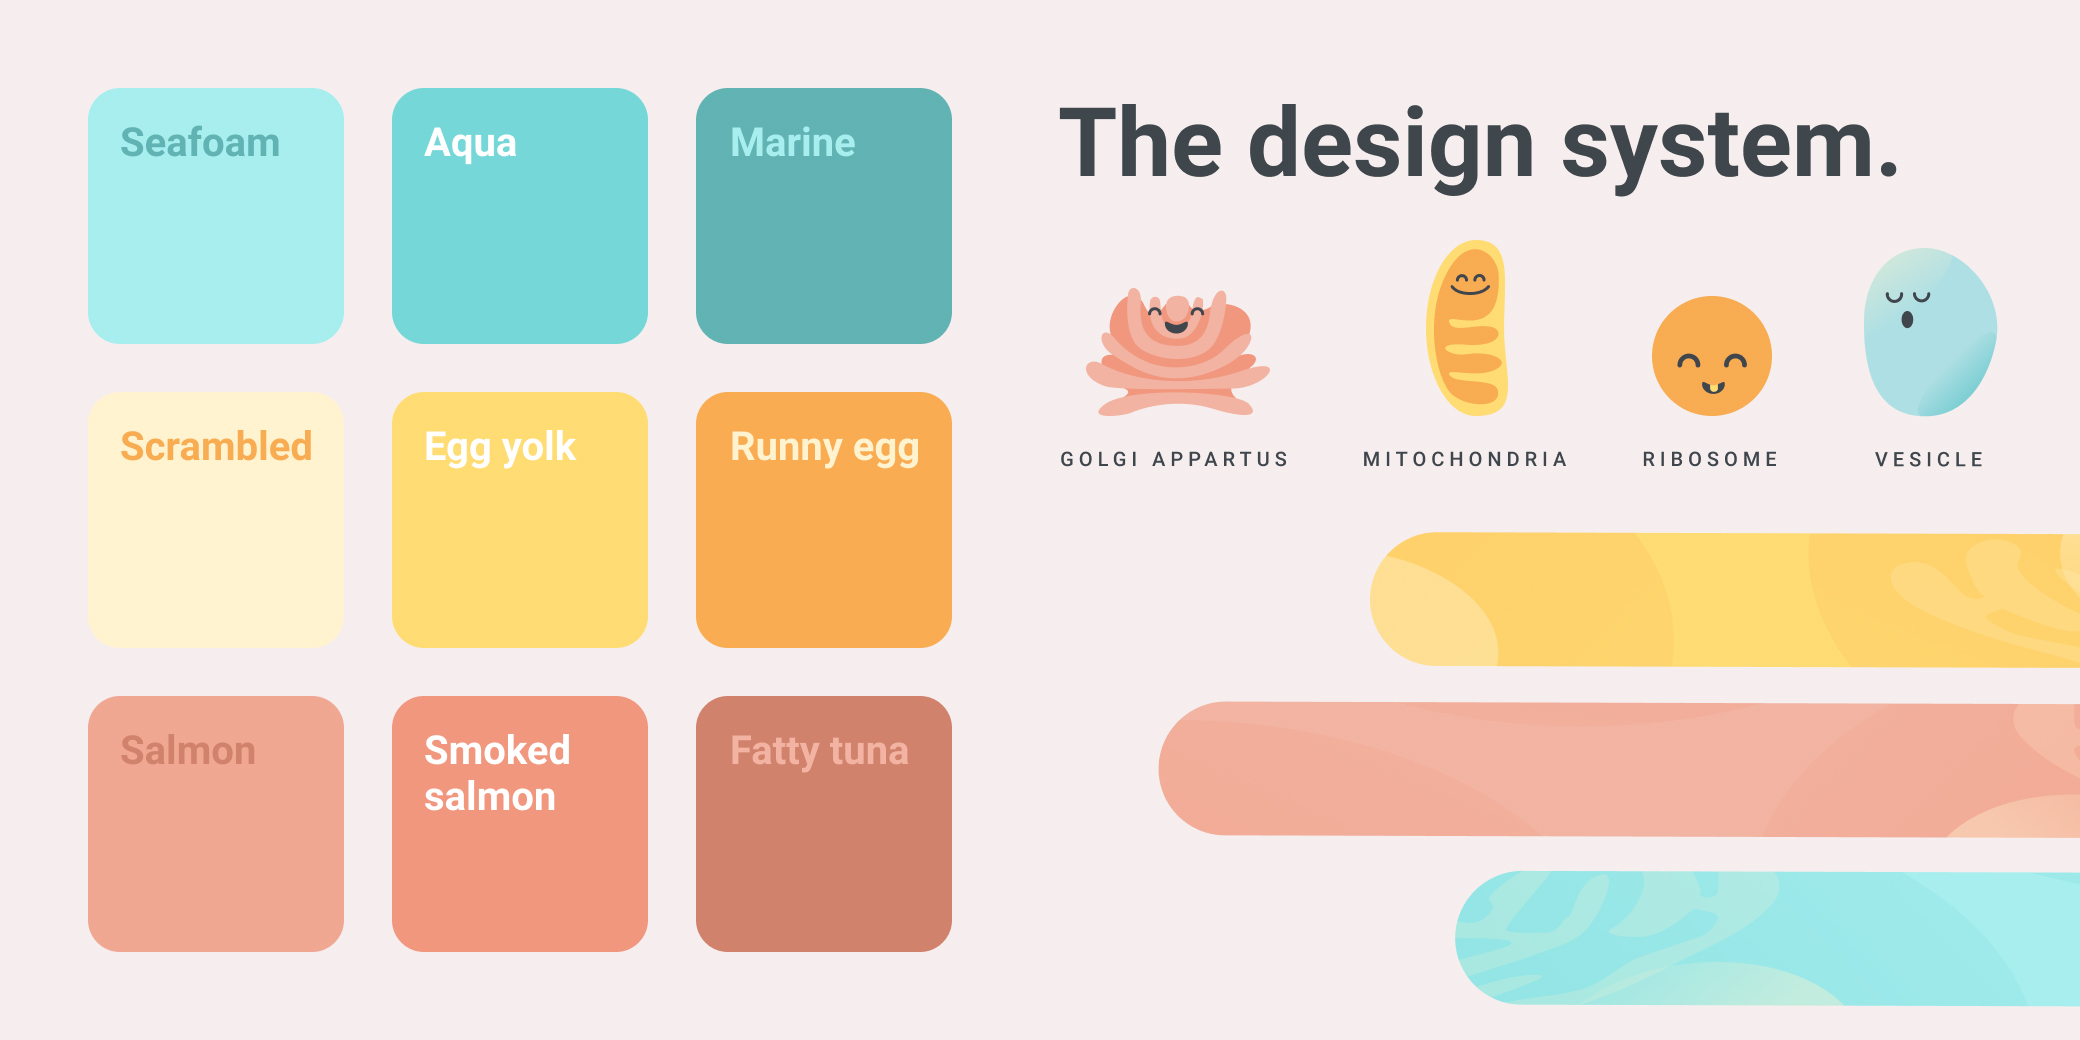 Seafoam
Aqua
Marine
Scrambled
Egg yolk
Runny egg
Salmon
Smoked
salmon
Fatty tuna
The design system.
GOLGI APPARTUS
MITOCHONDRIA
RIBOSOME
VESICLE